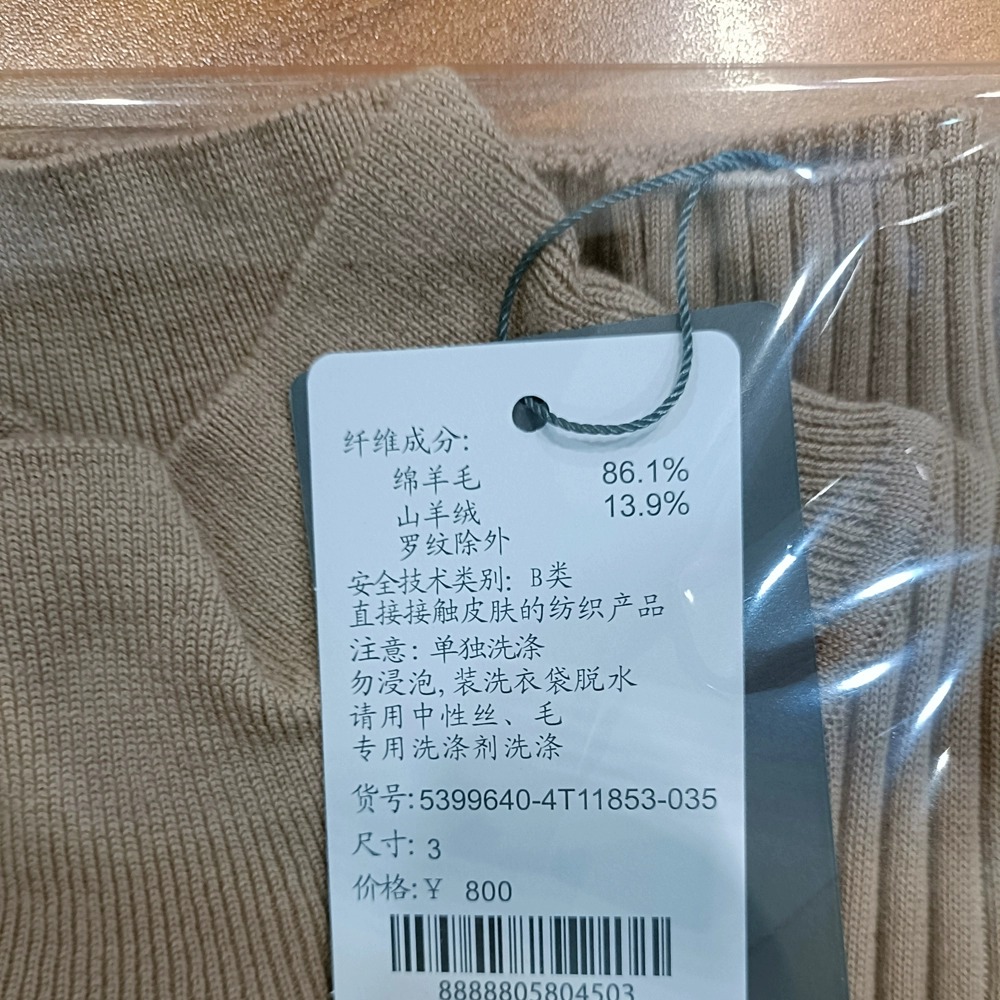 纤维成分:
绵羊毛 86.1%
山羊绒 13.9%
罗纹除外
安全技术类别: B类
直接接触皮肤的纺织产品
注意: 单独洗涤
勿浸泡, 装洗衣袋脱水
请用中性丝、毛
专用洗涤剂洗涤
货号:5399640-4T11853-035
尺寸: 3
价格:¥ 800
8888805804503